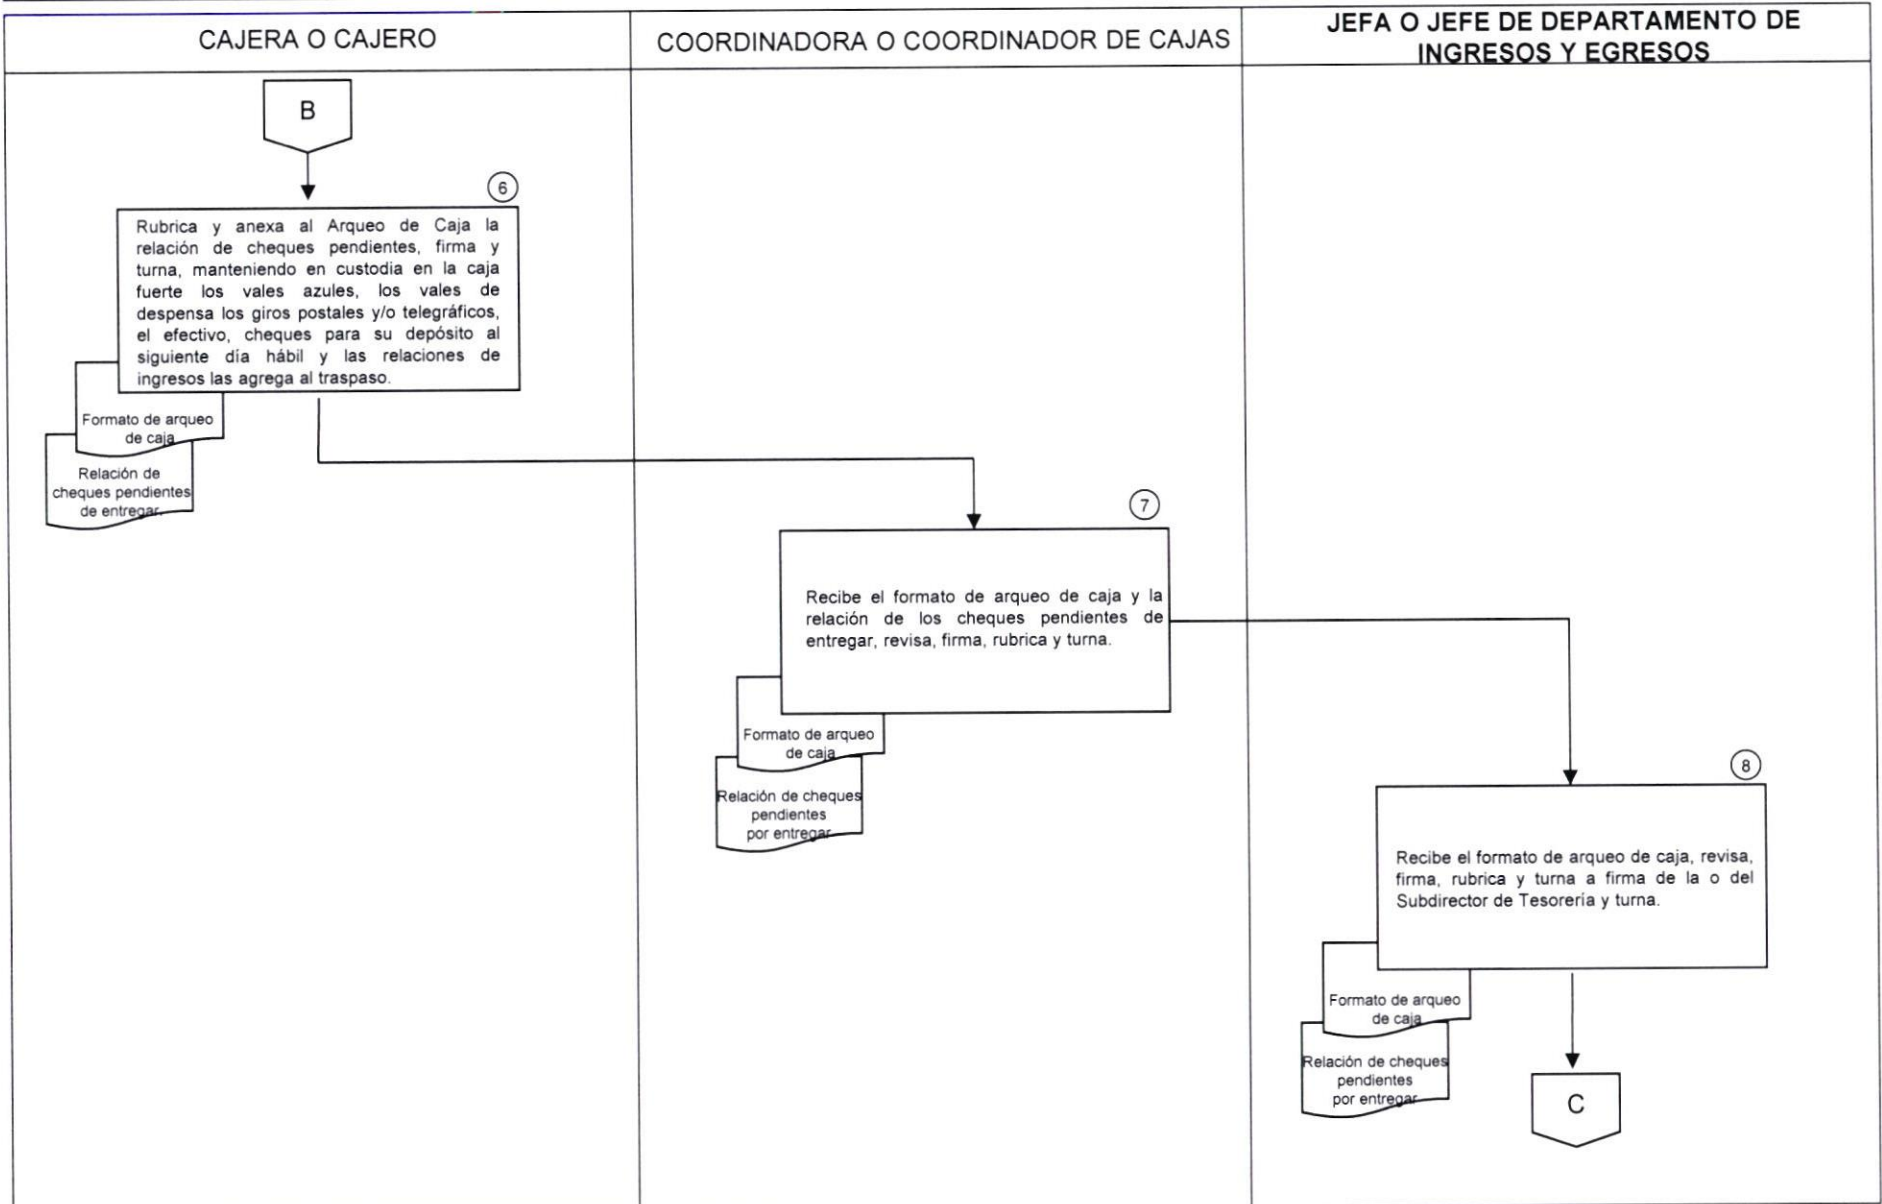 CAJERA O CAJERO
COORDINADORA O COORDINADOR DE CAJAS
JEFA O JEFE DE DEPARTAMENTO DE
INGRESOS Y EGRESOS
B
6
Rubrica y anexa al Arqueo de Caja la
relación de cheques pendientes, firma y
turna, manteniendo en custodia en la caja
fuerte los vales azules, los vales de
despensa los giros postales y/o telegráficos,
el efectivo, cheques para su depósito al
siguiente día hábil y las relaciones de
ingresos las agrega al traspaso.
Formato de arqueo
de caja
Relación de
cheques pendientes
de entregar.
7
Recibe el formato de arqueo de caja y la
relación de los cheques pendientes de
entregar, revisa, firma, rubrica y turna.
Formato de arqueo
de caja
Relación de cheques
pendientes
por entregar
8
Recibe el formato de arqueo de caja, revisa,
firma, rubrica y turna a firma de la o del
Subdirector de Tesorería y turna.
Formato de arqueo
de caja
Relación de cheques
pendientes
por entregar
C